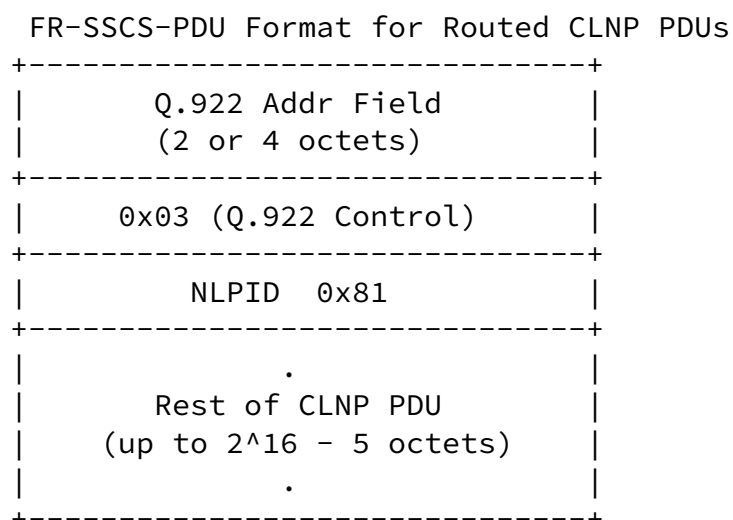 FR-SSCS-PDU Format for Routed CLNP PDUs
+-------------------------------+
|       Q.922 Addr Field        |
|       (2 or 4 octets)         |
+-------------------------------+
|     0x03 (Q.922 Control)      |
+-------------------------------+
|         NLPID  0x81           |
+-------------------------------+
|              .                |
|       Rest of CLNP PDU        |
|    (up to 2^16 - 5 octets)    |
|              .                |
+-------------------------------+